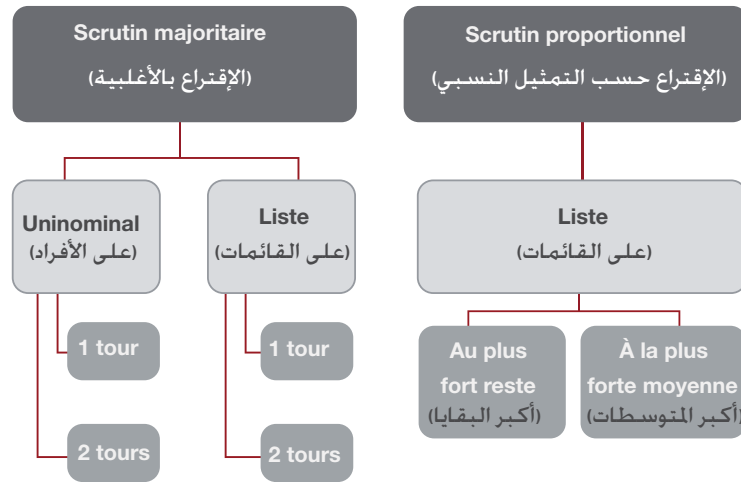 Scrutin majoritaire
(الإقتراع بالأغلبية)
Scrutin proportionnel
(الإقتراع حسب التمثيل النسبي)
Uninominal
(على الأفراد)
Liste
(على القائمات)
Liste
(على القائمات)
1 tour
1 tour
Au plus
fort reste
(أكبر البقايا)
À la plus
forte moyenne
(أكبر المتوسطات)
2 tours
2 tours